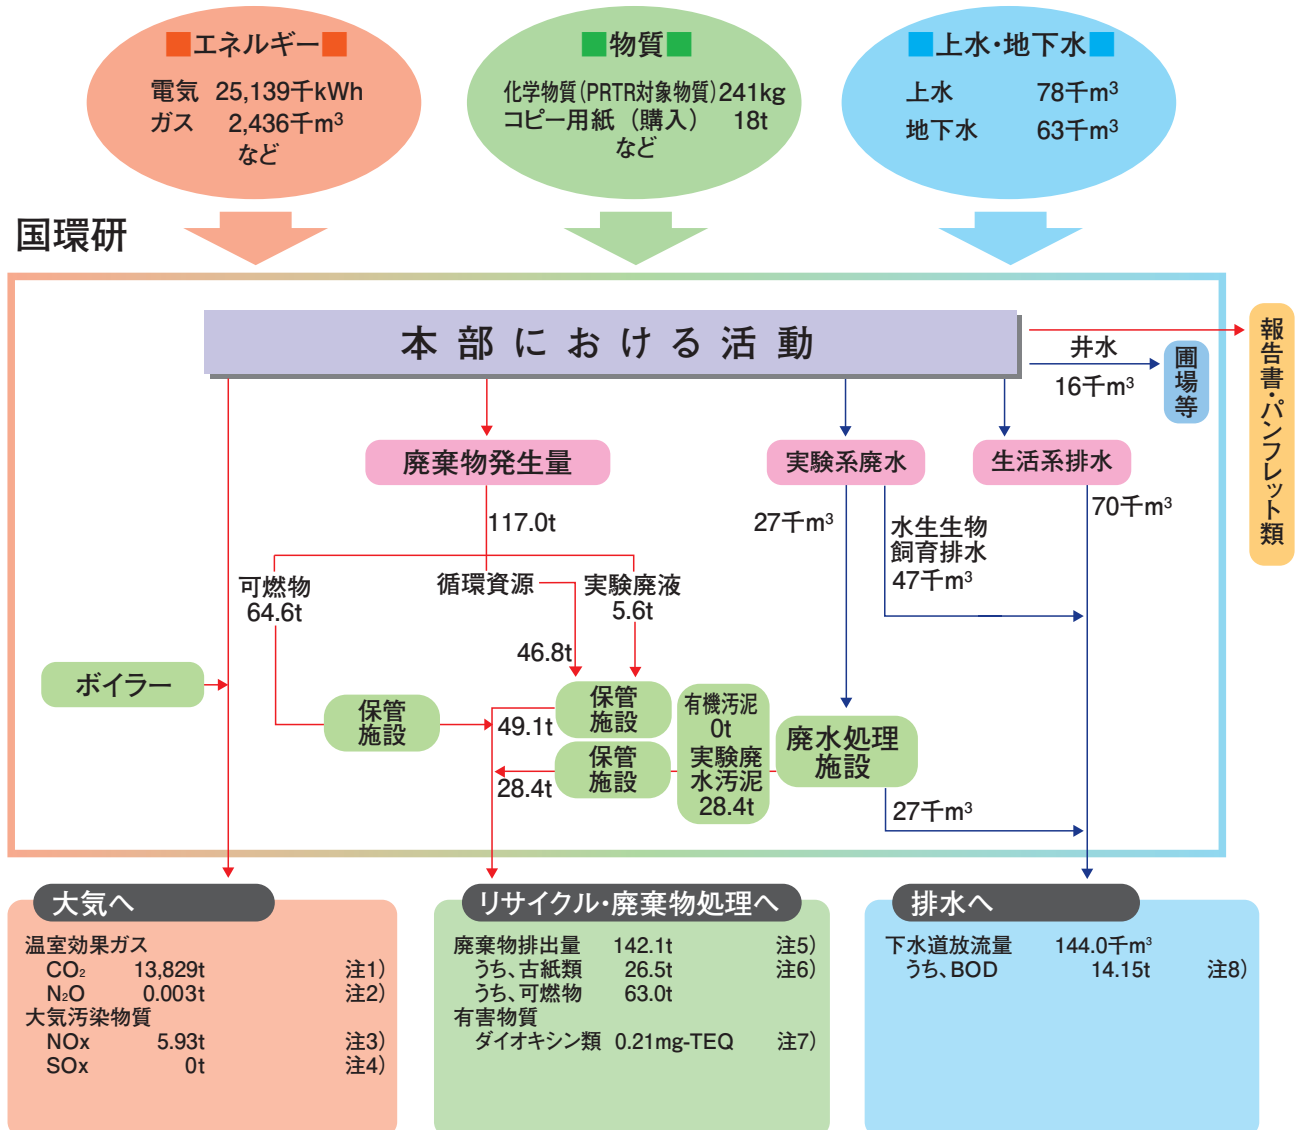 ■エネルギー■
電気 25,139千kWh
ガス 2,436千m³
など
■物質■
化学物質(PRTR対象物質)241kg
コピー用紙(購入) 18t
など
■上水・地下水■
上水 78千m³
地下水 63千m³
国環研
本部における活動
井水
16千m³
圃場等
報告書・パンフレット類
廃棄物発生量
実験系廃水
生活系排水
117.0t
27千m³
水生生物
飼育排水
47千m³
70千m³
可燃物
64.6t
循環資源
46.8t
実験廃液
5.6t
ボイラー
保管
施設
保管
施設
49.1t
保管
施設
28.4t
有機汚泥
0t
実験廃
水汚泥
28.4t
廃水処理
施設
27千m³
大気へ
温室効果ガス
CO₂ 13,829t 注1)
N₂O 0.003t 注2)
大気汚染物質
NOx 5.93t 注3)
SOx 0t 注4)
リサイクル・廃棄物処理へ
廃棄物排出量 142.1t 注5)
うち、古紙類 26.5t 注6)
うち、可燃物 63.0t
有害物質
ダイオキシン類 0.21mg-TEQ 注7)
排水へ
下水道放流量 144.0千m³
うち、BOD 14.15t 注8)